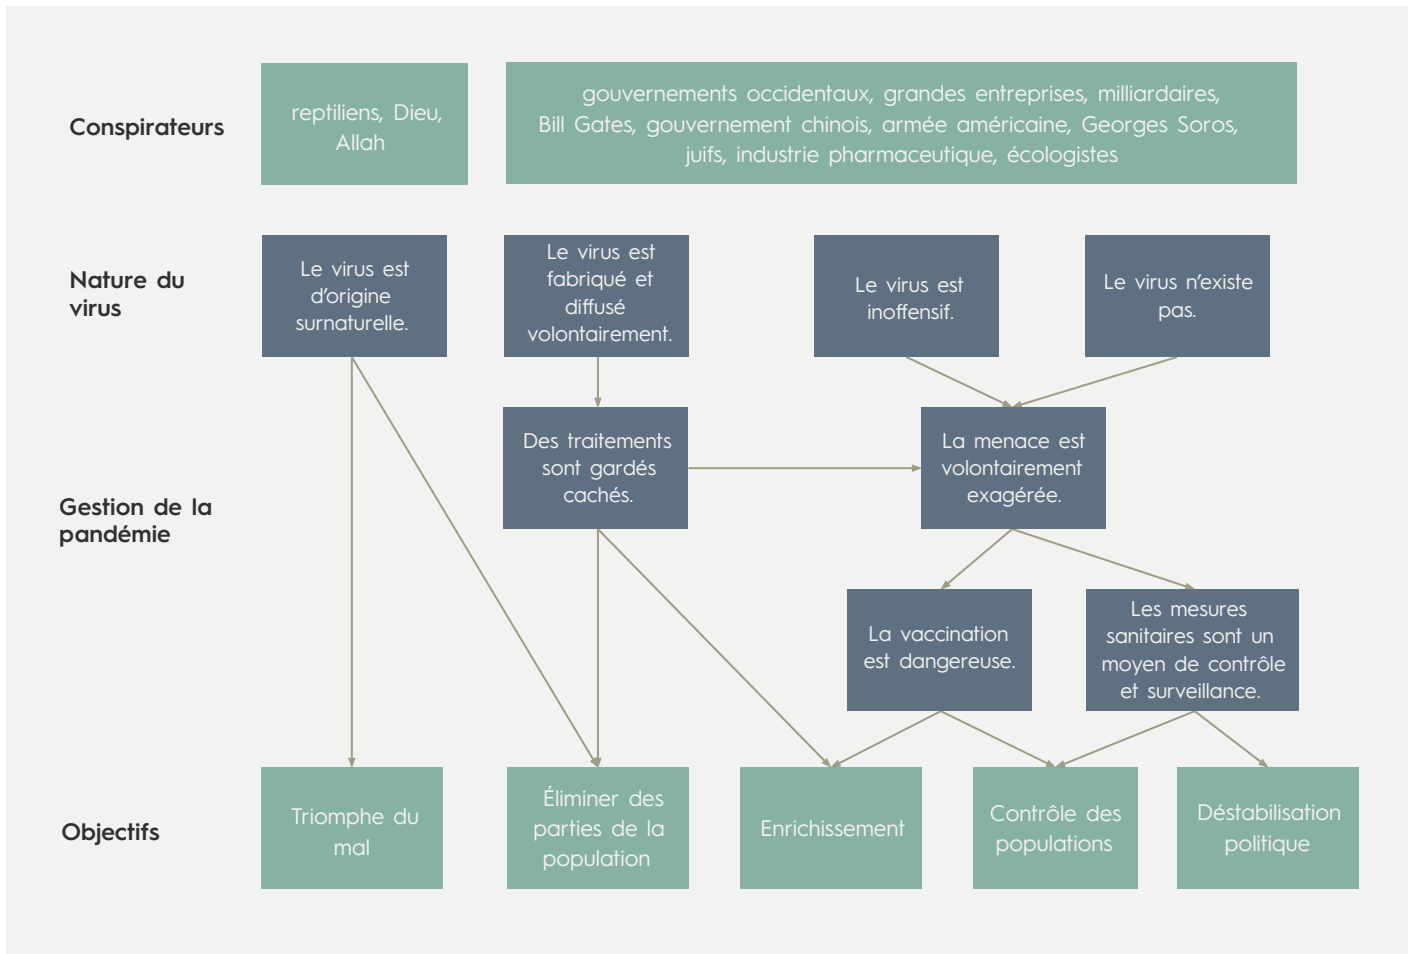 Conspirateurs
reptiliens, Dieu,
Allah
gouvernements occidentaux, grandes entreprises, milliardaires,
Bill Gates, gouvernement chinois, armée américaine, Georges Soros,
juifs, industrie pharmaceutique, écologistes
Nature du
virus
Le virus est
d'origine
surnaturelle.
Le virus est
fabriqué et
diffusé
volontairement.
Le virus est
inoffensif.
Le virus n'existe
pas.
Gestion de la
pandémie
Des traitements
sont gardés
cachés.
La menace est
volontairement
exagérée.
La vaccination
est dangereuse.
Les mesures
sanitaires sont un
moyen de contrôle
et surveillance.
Objectifs
Triomphe du
mal
Éliminer des
parties de la
population
Enrichissement
Contrôle des
populations
Déstabilisation
politique